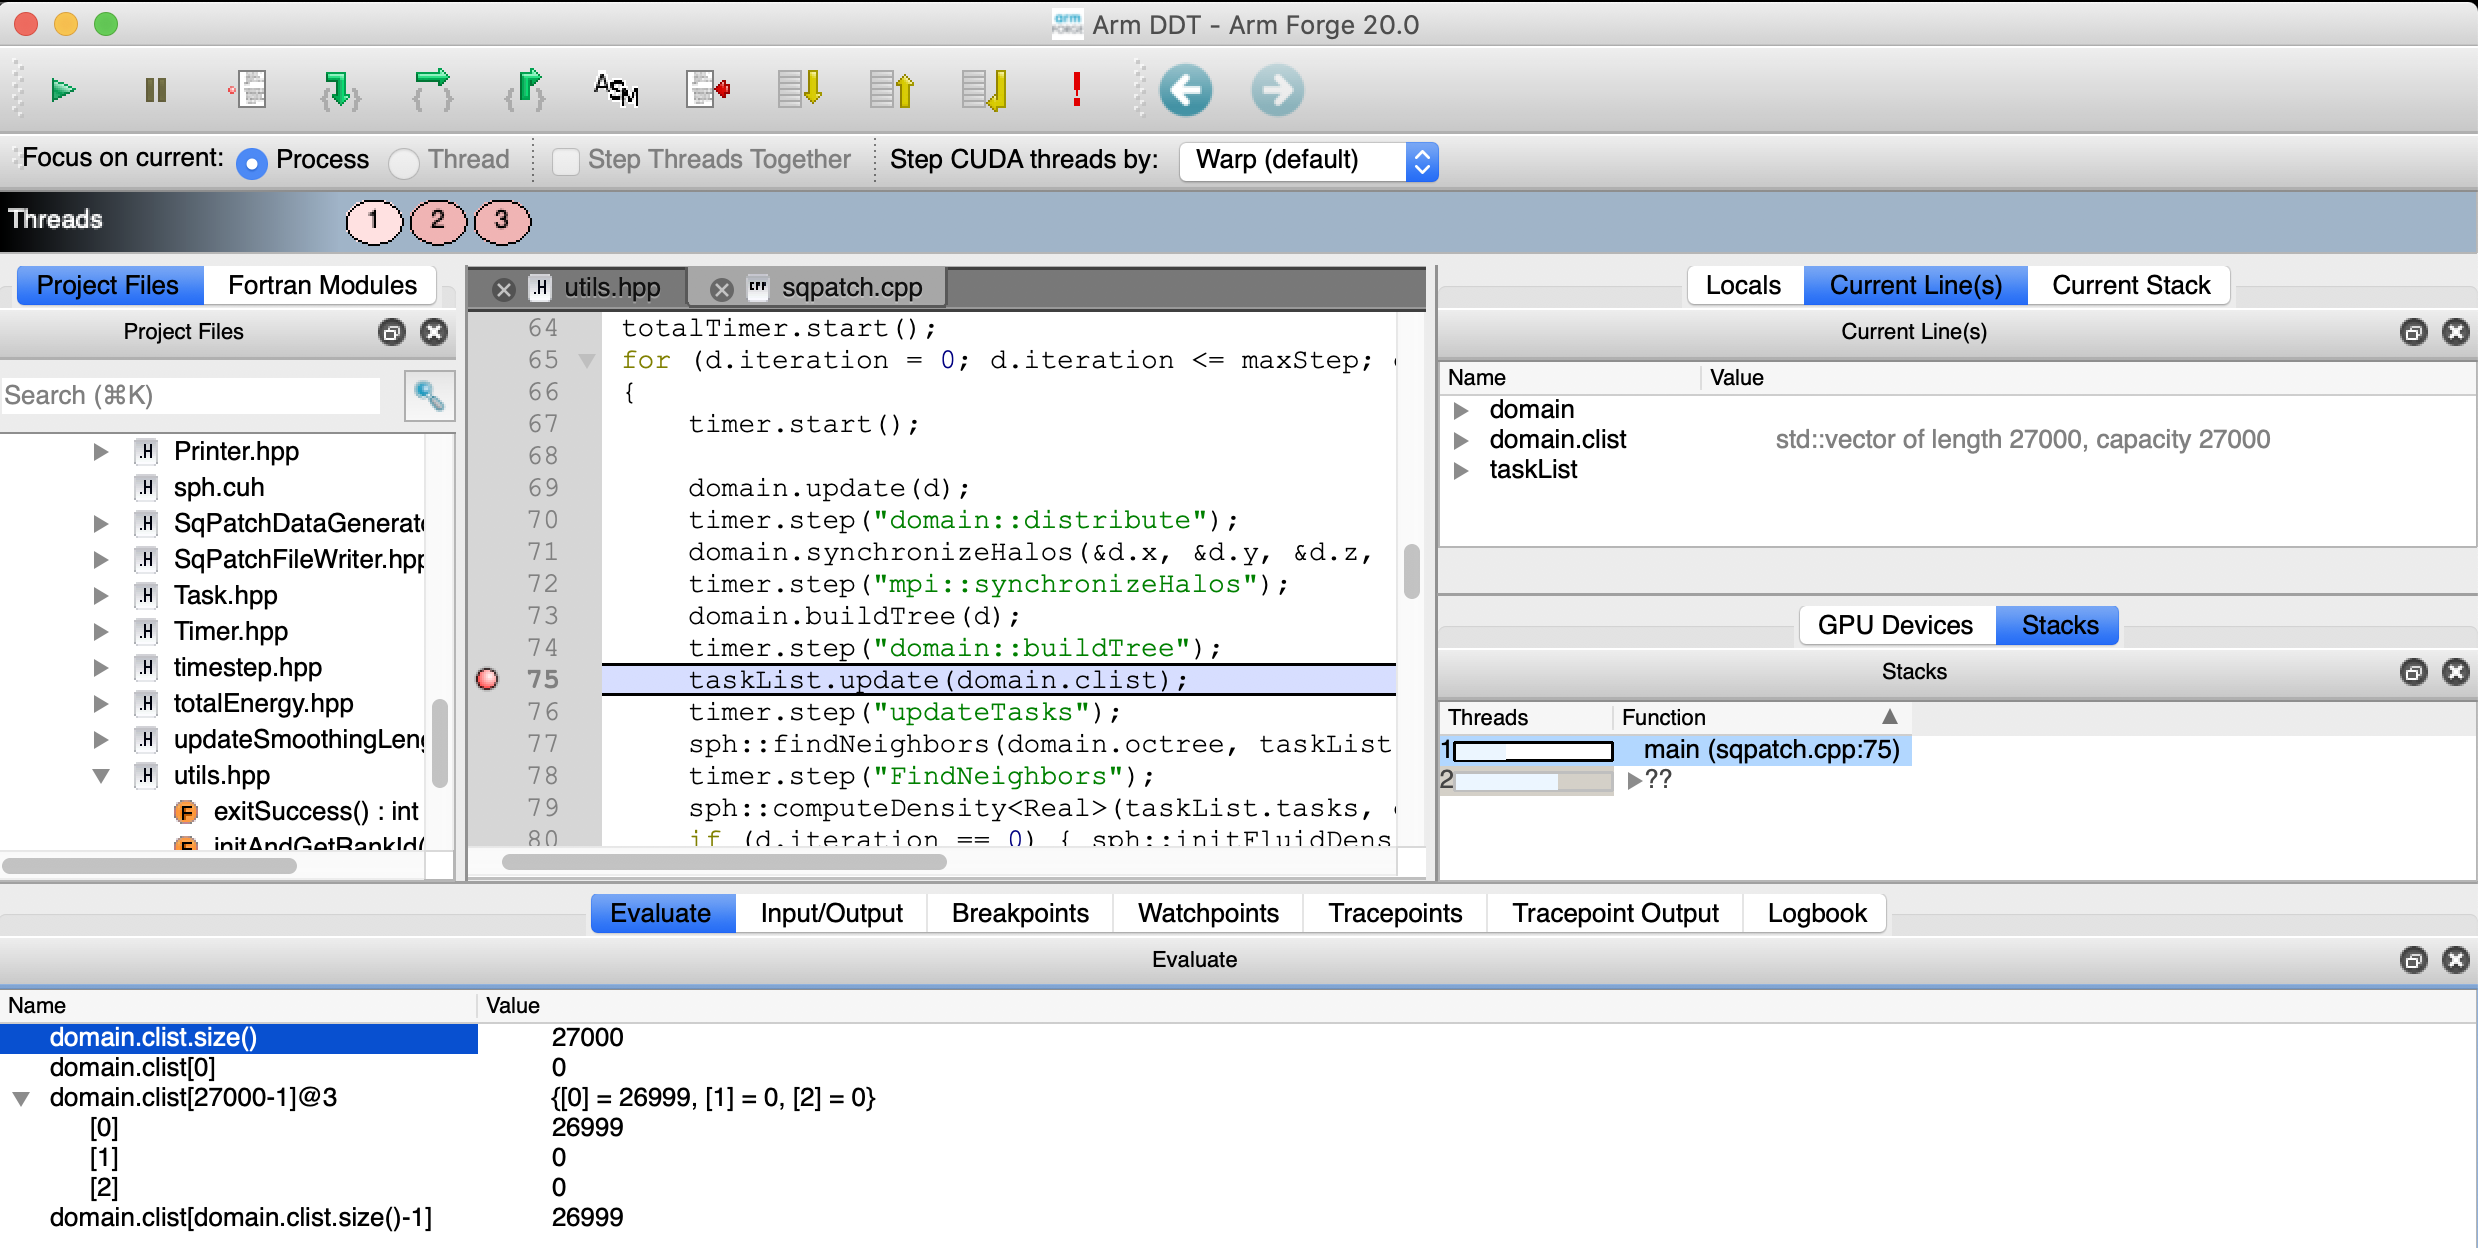 Arm DDT - Arm Forge 20.0
ASM
Focus on current: Process Thread Step Threads Together Step CUDA threads by: Warp (default)
Threads 1 2 3
Project Files Fortran Modules
Project Files
Search (⌘K)
Printer.hpp
sph.cuh
SqPatchDataGenerat
SqPatchFileWriter.hpp
Task.hpp
Timer.hpp
timestep.hpp
totalEnergy.hpp
updateSmoothingLeng
utils.hpp
exitSuccess() : int
initAndGetRankId(
utils.hpp sqpatch.cpp
64 totalTimer.start();
65 for (d.iteration = 0; d.iteration <= maxStep;
66 {
67 timer.start();
68
69 domain.update(d);
70 timer.step("domain::distribute");
71 domain.synchronizeHalos(&d.x, &d.y, &d.z,
72 timer.step("mpi::synchronizeHalos");
73 domain.buildTree(d);
74 timer.step("domain::buildTree");
75 taskList.update(domain.clist);
76 timer.step("updateTasks");
77 sph::findNeighbors(domain.octree, taskList
78 timer.step("FindNeighbors");
79 sph::computeDensity<Real>(taskList.tasks,
80 if (d.iteration == 0) { sph::initFluidDens
Locals Current Line(s) Current Stack
Current Line(s)
Name Value
domain
domain.clist std::vector of length 27000, capacity 27000
taskList
GPU Devices Stacks
Stacks
Threads Function
1 main (sqpatch.cpp:75)
2 ??
Evaluate Input/Output Breakpoints Watchpoints Tracepoints Tracepoint Output Logbook
Evaluate
Name Value
domain.clist.size() 27000
domain.clist[0] 0
domain.clist[27000-1]@3 {[0] = 26999, [1] = 0, [2] = 0}
[0] 26999
[1] 0
[2] 0
domain.clist[domain.clist.size()-1] 26999